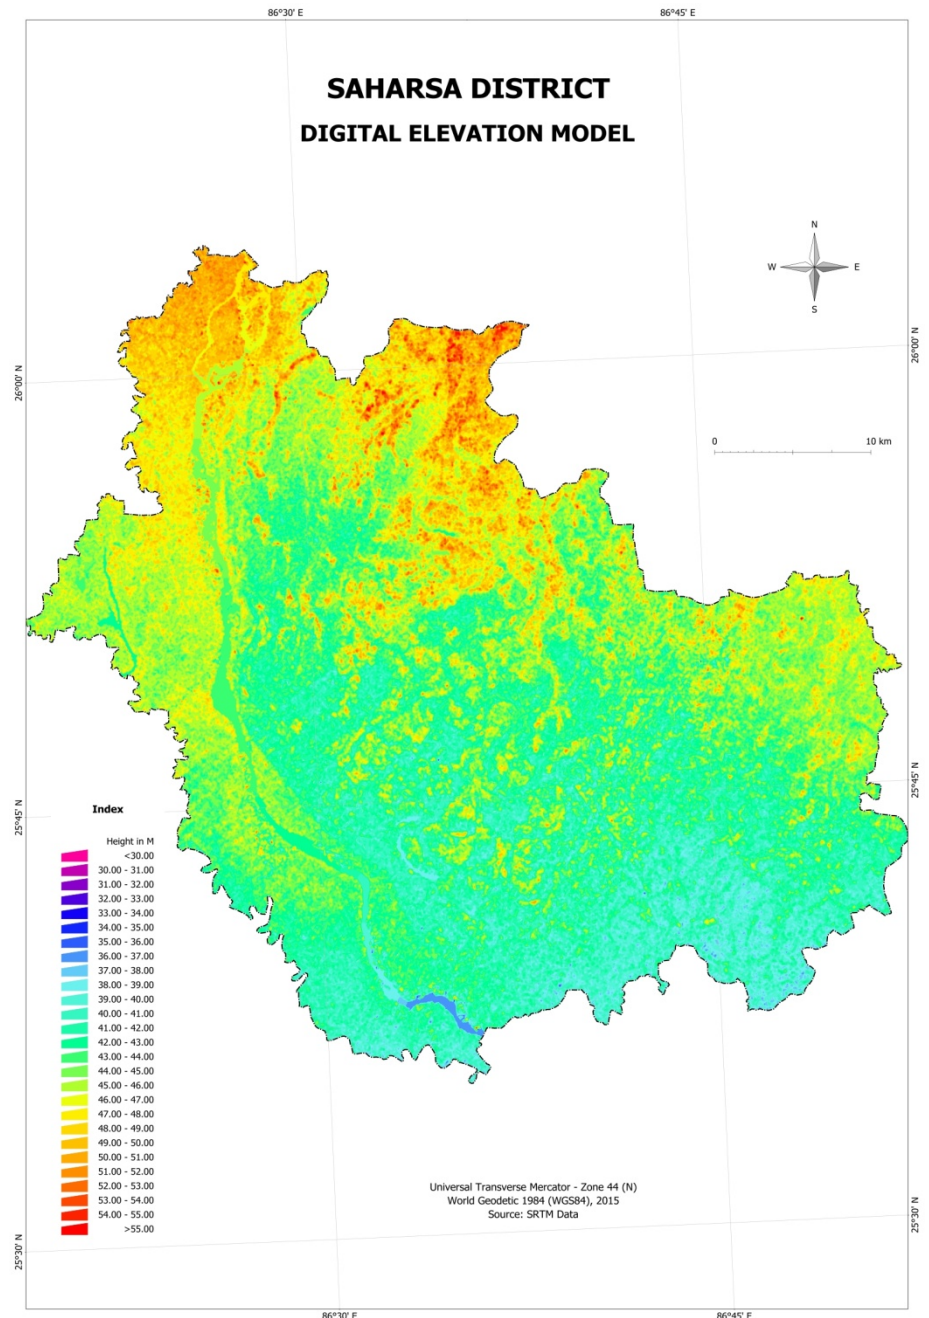 86°30' E
86°45' E
SAHARSA DISTRICT
DIGITAL ELEVATION MODEL
N
W
E
S
26°00' N
26°00' N
0
10 km
25°45' N
25°45' N
Index
Height in M
<30.00
30.00 - 31.00
31.00 - 32.00
32.00 - 33.00
33.00 - 34.00
34.00 - 35.00
35.00 - 36.00
36.00 - 37.00
37.00 - 38.00
38.00 - 39.00
39.00 - 40.00
40.00 - 41.00
41.00 - 42.00
42.00 - 43.00
43.00 - 44.00
44.00 - 45.00
45.00 - 46.00
46.00 - 47.00
47.00 - 48.00
48.00 - 49.00
49.00 - 50.00
50.00 - 51.00
51.00 - 52.00
52.00 - 53.00
53.00 - 54.00
54.00 - 55.00
>55.00
Universal Transverse Mercator - Zone 44 (N)
World Geodetic 1984 (WGS84), 2015
Source: SRTM Data
25°30' N
25°30' N
86°30' E
86°45' E